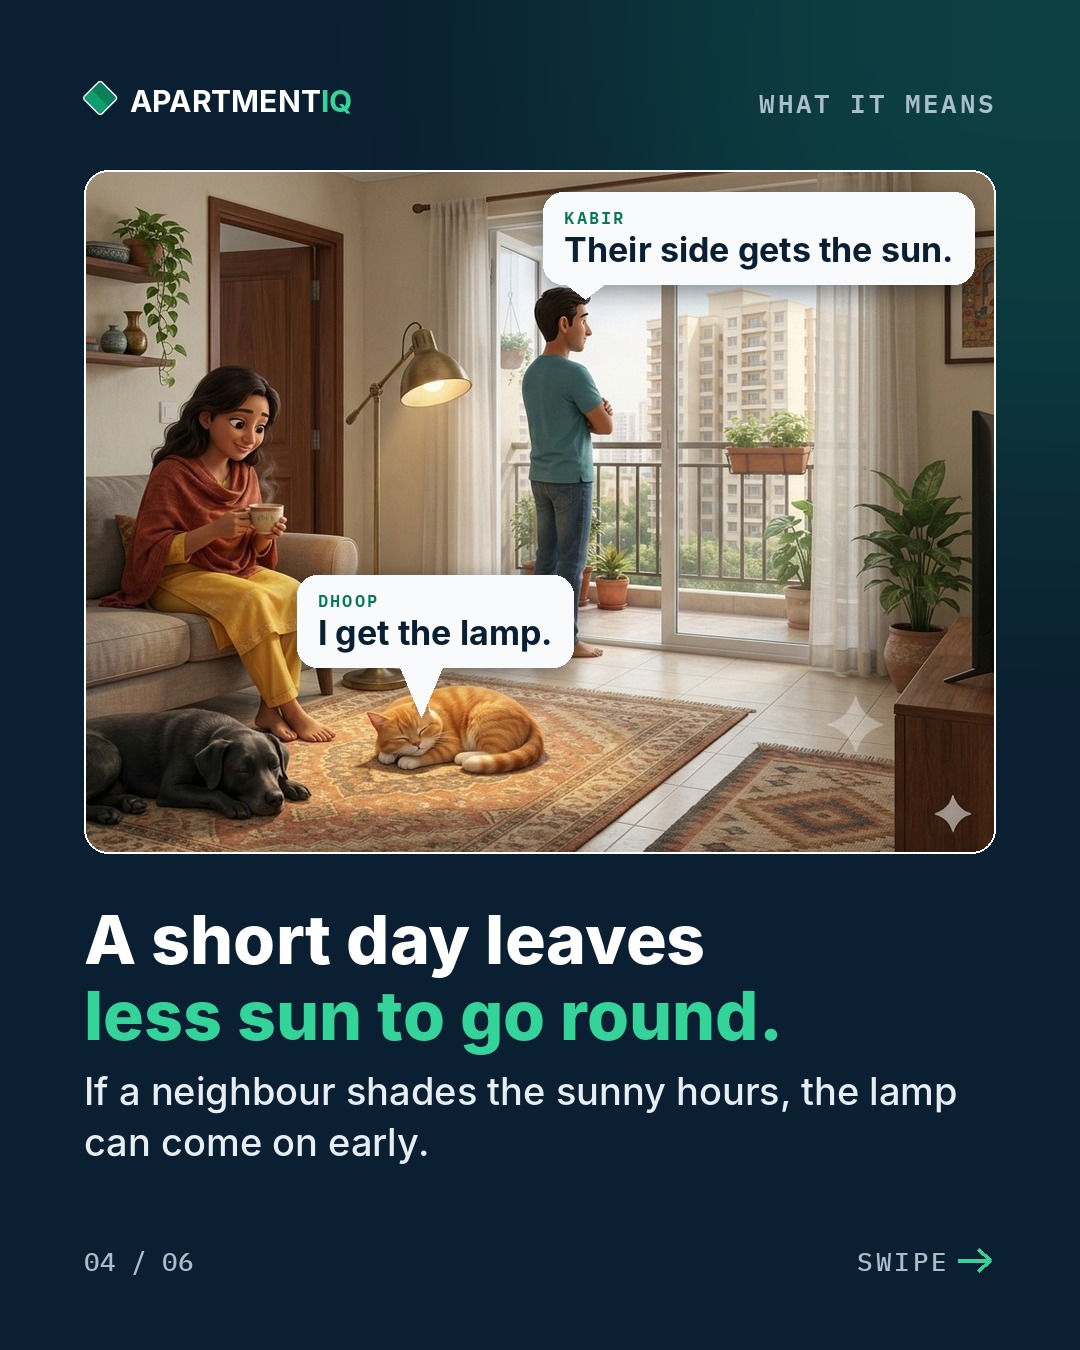 APARTMENTIQ
WHAT IT MEANS
KABIR
Their side gets the sun.
DHOOP
I get the lamp.
A short day leaves
less sun to go round.
If a neighbour shades the sunny hours, the lamp
can come on early.
04 / 06
SWIPE